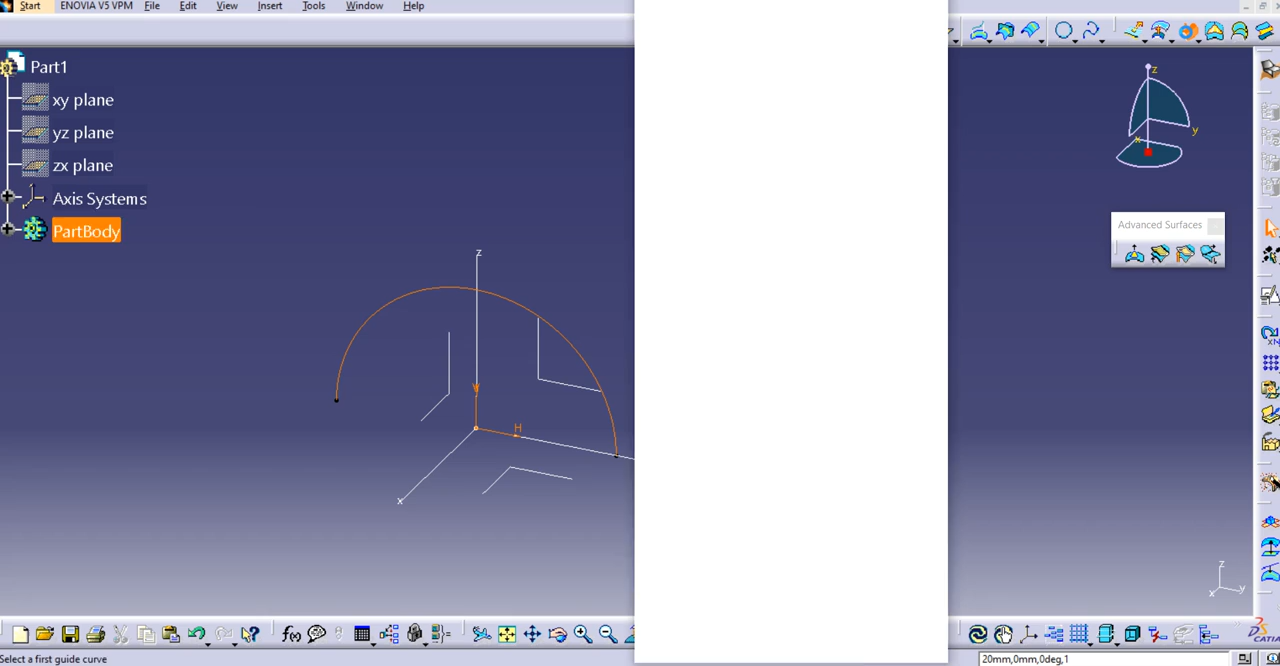 Start ENOVIA V5 VPM File Edit View Insert Tools Window Help
Part1
xy plane
yz plane
zx plane
Axis Systems
PartBody
z
y
x
Advanced Surfaces
z
V
H
x
z
x y
f(x)
CATIA
Select a first guide curve
20mm,0mm,0deg,1